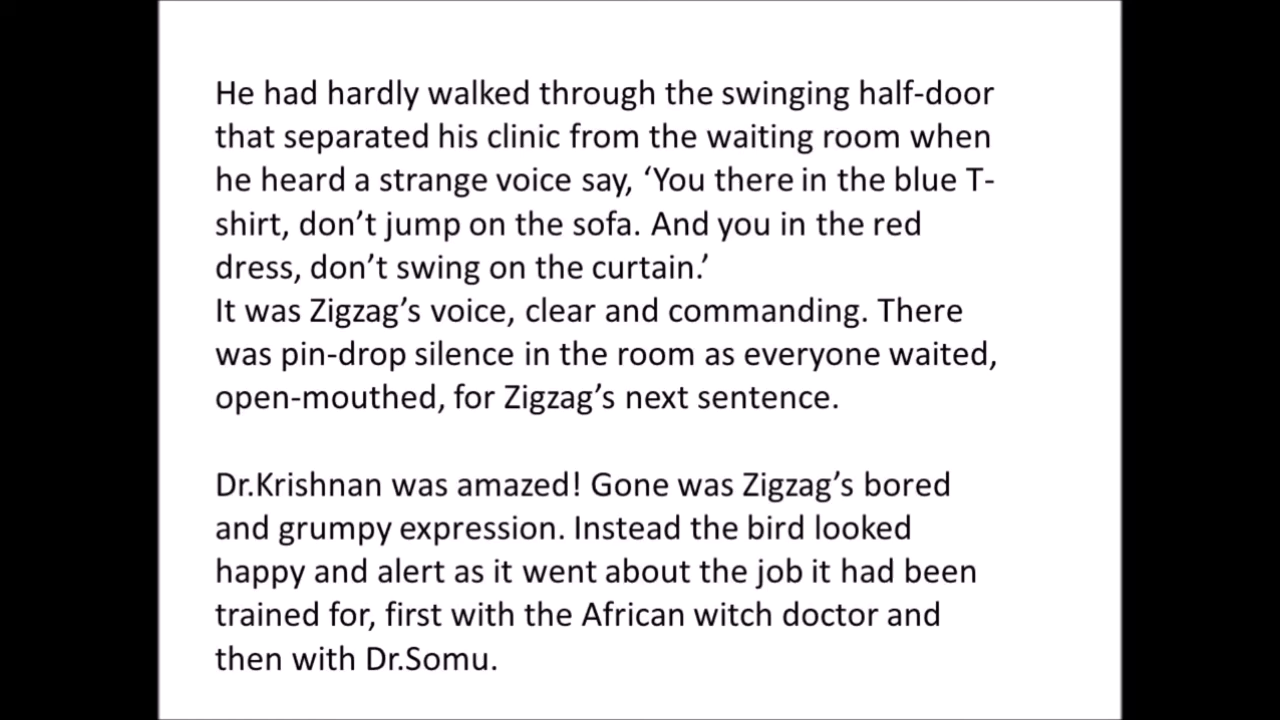 He had hardly walked through the swinging half-door
that separated his clinic from the waiting room when
he heard a strange voice say, ‘You there in the blue T-
shirt, don’t jump on the sofa. And you in the red
dress, don’t swing on the curtain.’
It was Zigzag’s voice, clear and commanding. There
was pin-drop silence in the room as everyone waited,
open-mouthed, for Zigzag’s next sentence.
Dr.Krishnan was amazed! Gone was Zigzag’s bored
and grumpy expression. Instead the bird looked
happy and alert as it went about the job it had been
trained for, first with the African witch doctor and
then with Dr.Somu.